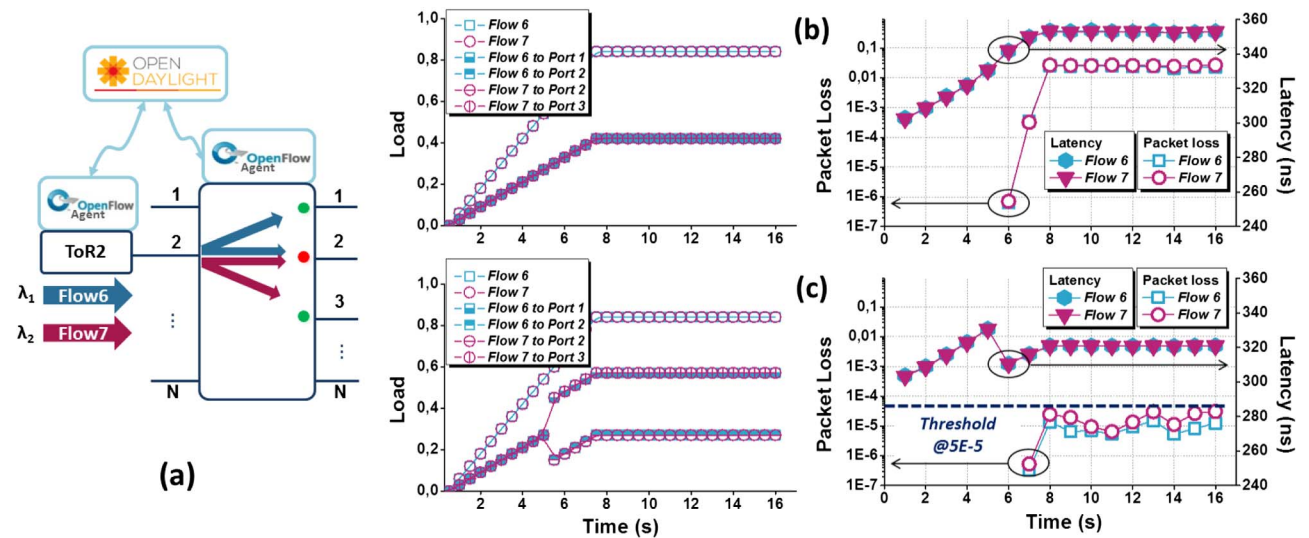 OPEN
DAYLIGHT
OpenFlow
Agent
OpenFlow
Agent
ToR2
1
2
⋮
N
1
2
3
⋮
N
λ1 Flow6
λ2 Flow7
(a)
1,0
0,8
0,6
0,4
0,2
0,0
Load
Flow 6
Flow 7
Flow 6 to Port 1
Flow 6 to Port 2
Flow 7 to Port 2
Flow 7 to Port 3
2 4 6 8 10 12 14 16
(b)
0,1
0,01
1E-3
1E-4
1E-5
1E-6
1E-7
Packet Loss
Latency
Flow 6
Flow 7
Packet loss
Flow 6
Flow 7
360
340
320
300
280
260
240
Latency (ns)
0 2 4 6 8 10 12 14 16
1,0
0,8
0,6
0,4
0,2
0,0
Load
Flow 6
Flow 7
Flow 6 to Port 1
Flow 6 to Port 2
Flow 7 to Port 2
Flow 7 to Port 3
2 4 6 8 10 12 14 16
Time (s)
(c)
0,1
0,01
1E-3
1E-4
1E-5
1E-6
1E-7
Packet Loss
Latency
Flow 6
Flow 7
Packet loss
Flow 6
Flow 7
Threshold
@5E-5
360
340
320
300
280
260
240
Latency (ns)
0 2 4 6 8 10 12 14 16
Time (s)